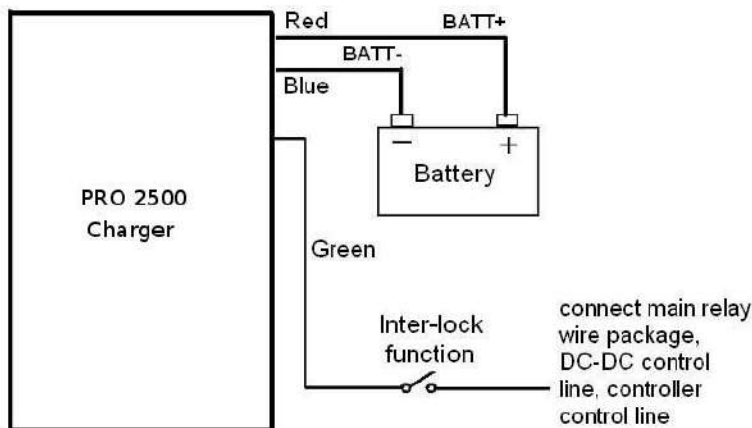 Red
BATT+
BATT-
Blue
− +
Battery
PRO 2500
Charger
Green
Inter-lock
function
connect main relay
wire package,
DC-DC control
line, controller
control line